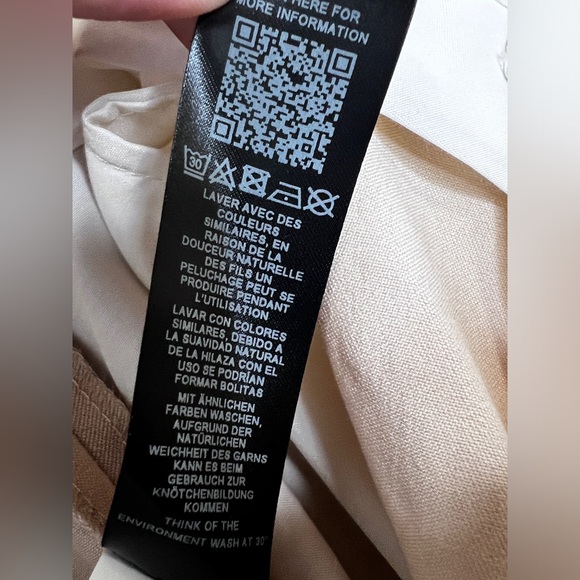 HERE FOR
MORE INFORMATION
30
LAVER AVEC DES
COULEURS
SIMILAIRES, EN
RAISON DE LA
DOUCEUR NATURELLE
DES FILS UN
PELUCHAGE PEUT SE
PRODUIRE PENDANT
L'UTILISATION
LAVAR CON COLORES
SIMILARES, DEBIDO A
LA SUAVIDAD NATURAL
DE LA HILAZA CON EL
USO SE PODRÍAN
FORMAR BOLITAS
MIT ÄHNLICHEN
FARBEN WASCHEN,
AUFGRUND DER
NATÜRLICHEN
WEICHHEIT DES GARNS
KANN ES BEIM
GEBRAUCH ZUR
KNÖTCHENBILDUNG
KOMMEN
THINK OF THE
ENVIRONMENT WASH AT 30°